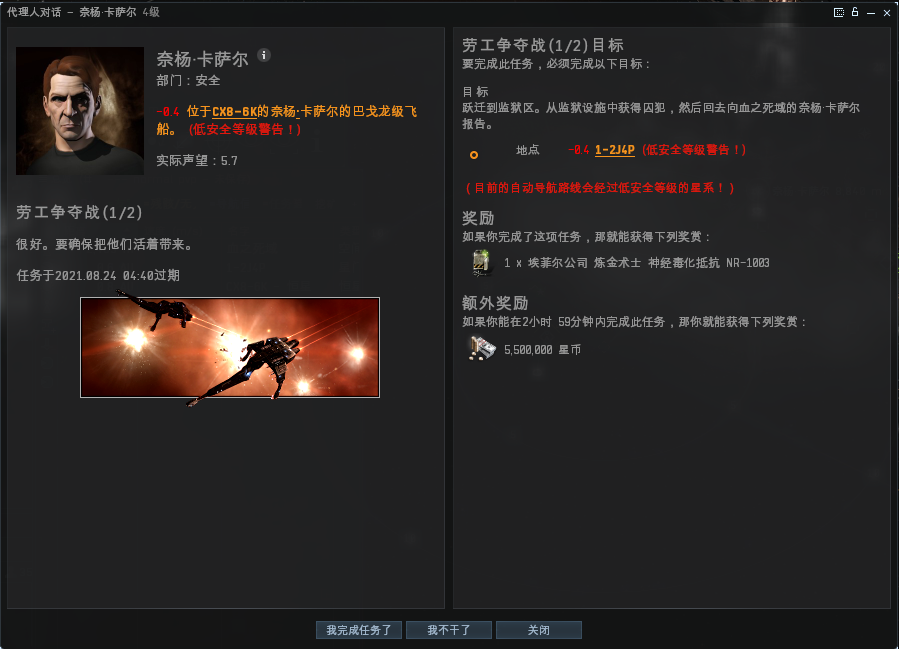 代理人对话 - 奈杨·卡萨尔 4级
奈杨·卡萨尔
部门：安全
-0.4 位于CX8-6K的奈杨·卡萨尔的巴戈龙级飞
船。（低安全等级警告！）
实际声望：5.7
劳工争夺战(1/2)
很好。要确保把他们活着带来。
任务于2021.08.24 04:40过期
劳工争夺战(1/2)目标
要完成此任务，必须完成以下目标：
目标
跃迁到监狱区。从监狱设施中获得囚犯，然后回去向血之死域的奈杨·卡萨尔
报告。
地点 -0.4 1-2J4P（低安全等级警告！）
（目前的自动导航路线会经过低安全等级的星系！）
奖励
如果你完成了这项任务，那就能获得下列奖赏：
1 x 埃菲尔公司 炼金术士 神经毒化抵抗 NR-1003
额外奖励
如果你能在2小时 59分钟内完成此任务，那你就能获得下列奖赏：
5,500,000 星币
我完成任务了 我不干了 关闭